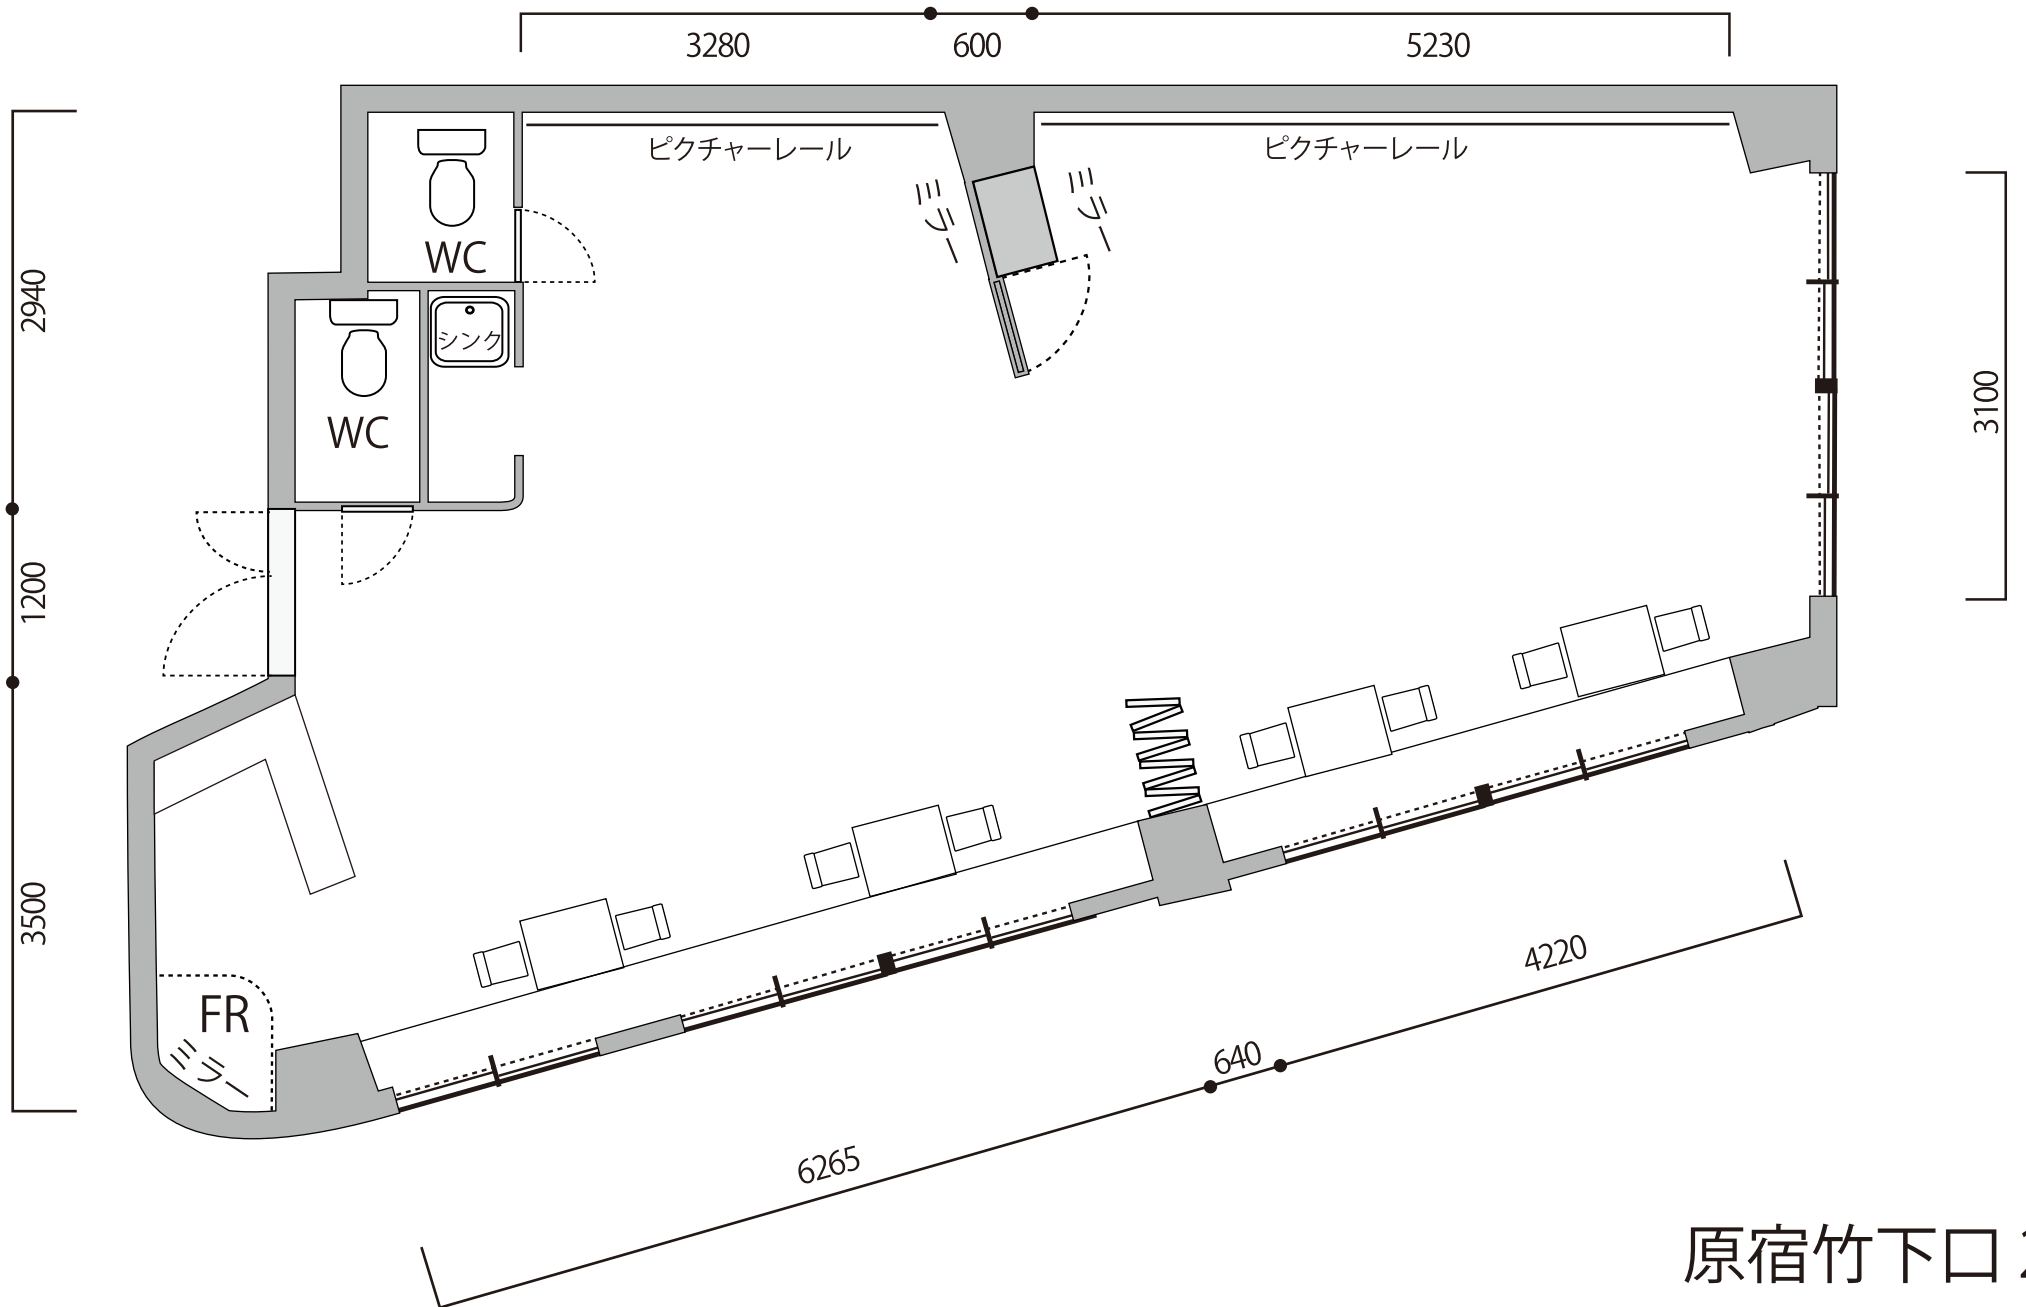 3280 600 5230
ピクチャーレール ピクチャーレール
ミラー ミラー
WC
2940
シンク
3100
WC
1200
3500
FR
ミラー
4220
640
6265
原宿竹下口